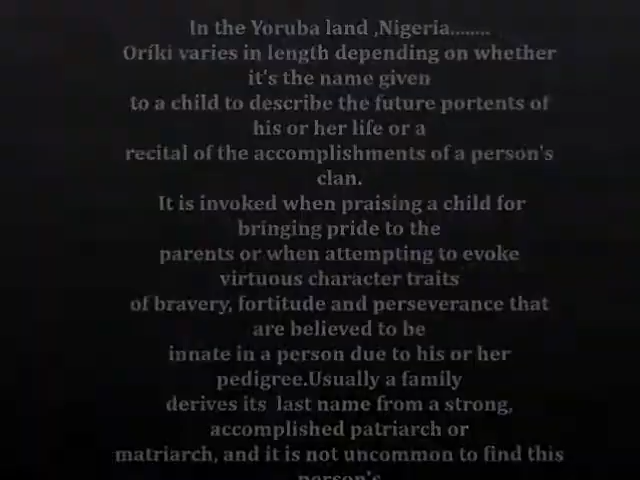 In the Yoruba land ,Nigeria........
Oríki varies in length depending on whether
it's the name given
to a child to describe the future portents of
his or her life or a
recital of the accomplishments of a person's
clan.
It is invoked when praising a child for
bringing pride to the
parents or when attempting to evoke
virtuous character traits
of bravery, fortitude and perseverance that
are believed to be
innate in a person due to his or her
pedigree.Usually a family
derives its  last name from a strong,
accomplished patriarch or
matriarch, and it is not uncommon to find this
person's